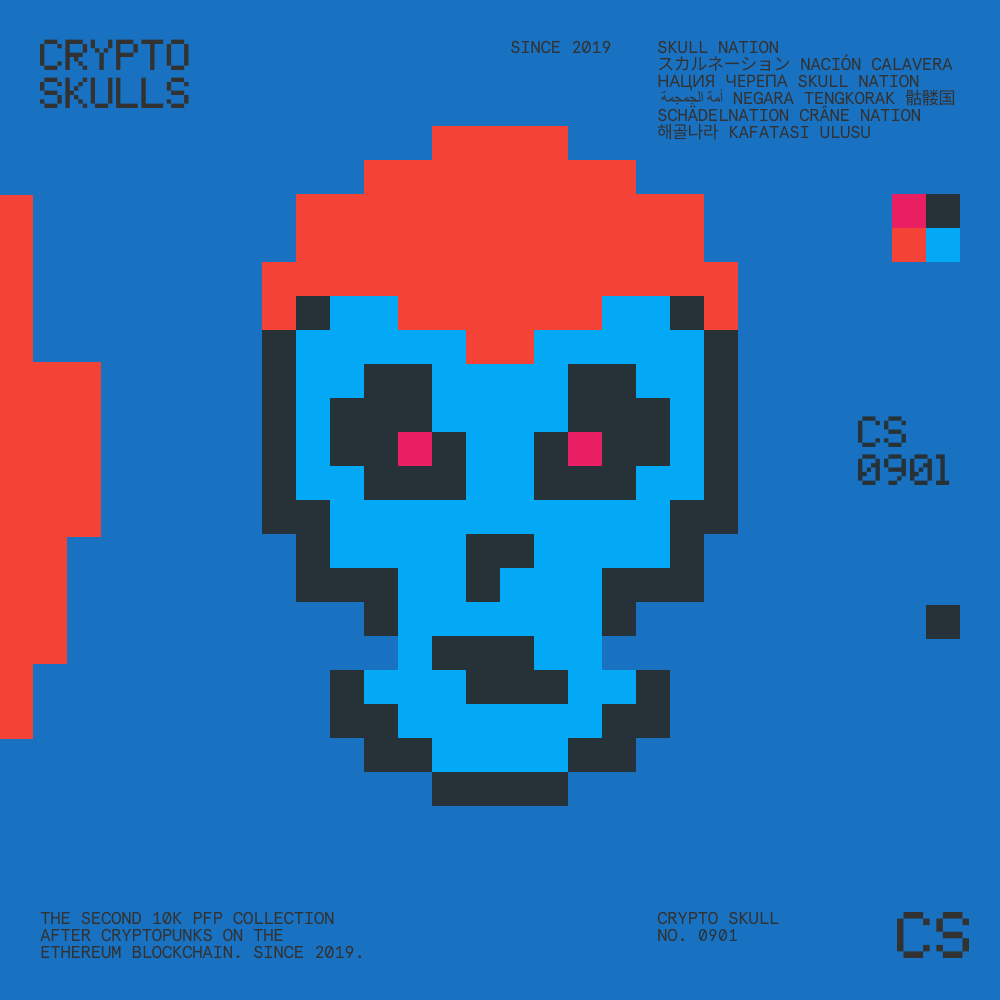 CRYPTO
SKULLS
SINCE 2019
SKULL NATION
スカルネーション NACIÓN CALAVERA
НАЦИЯ ЧЕРЕПА SKULL NATION
أمة الجمجمة NEGARA TENGKORAK 骷髅国
SCHÄDELNATION CRÂNE NATION
해골나라 KAFATASI ULUSU
CS
0901
THE SECOND 10K PFP COLLECTION
AFTER CRYPTOPUNKS ON THE
ETHEREUM BLOCKCHAIN. SINCE 2019.
CRYPTO SKULL
NO. 0901
CS